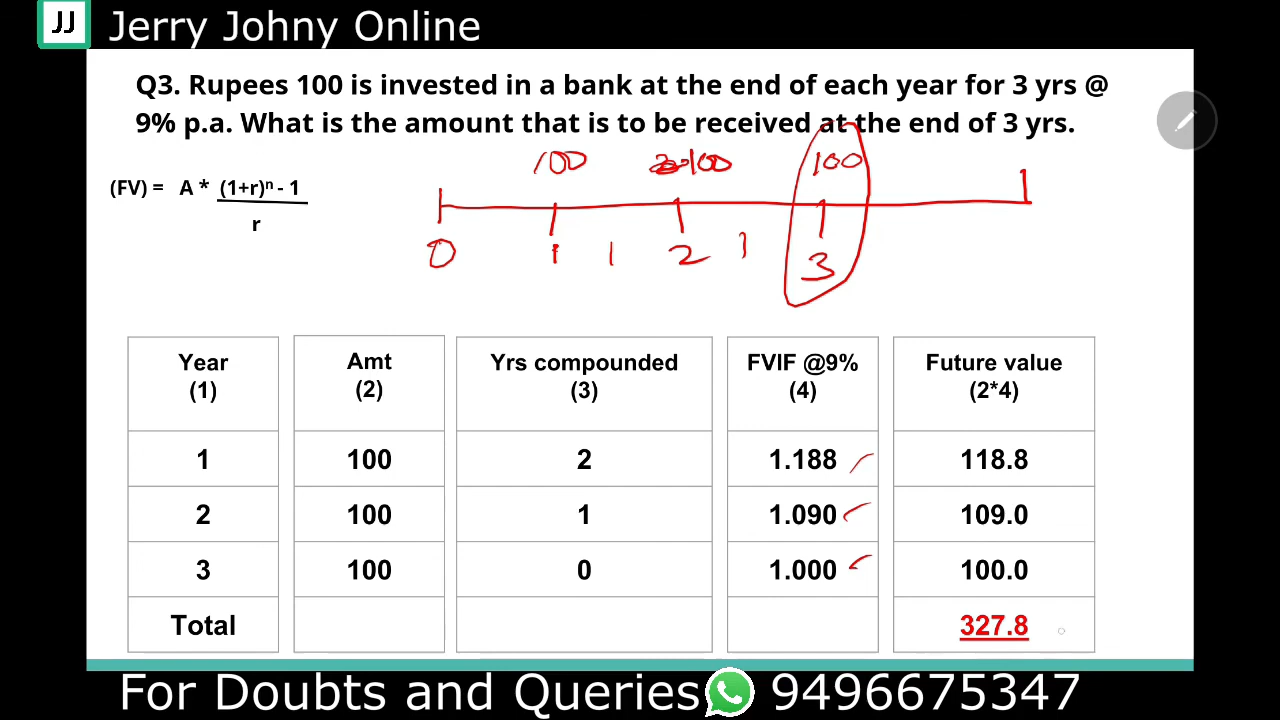 JJ Jerry Johny Online
Q3. Rupees 100 is invested in a bank at the end of each year for 3 yrs @
9% p.a. What is the amount that is to be received at the end of 3 yrs.
100 100 100
(FV) = A * (1+r)ⁿ - 1
r
0 1 1 2 1 3
Year Amt Yrs compounded FVIF @9% Future value
(1) (2) (3) (4) (2*4)
1 100 2 1.188 118.8
2 100 1 1.090 109.0
3 100 0 1.000 100.0
Total 327.8
For Doubts and Queries 9496675347